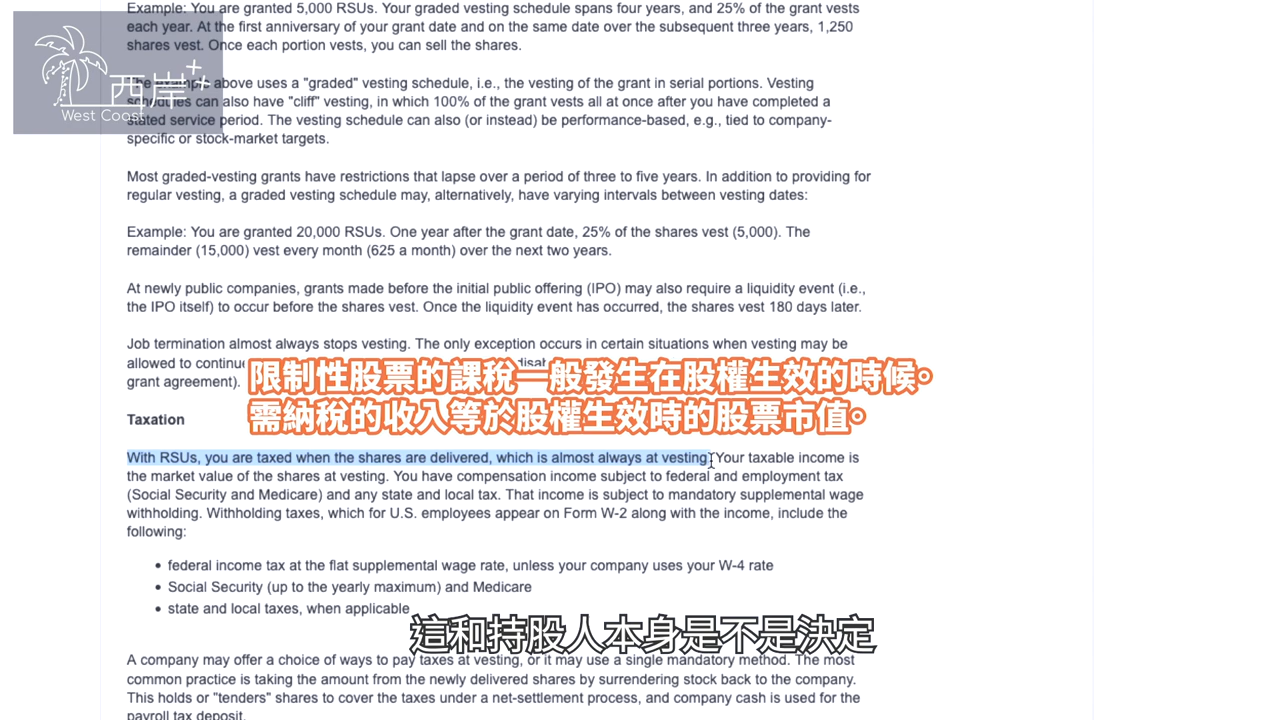 Example: You are granted 5,000 RSUs. Your graded vesting schedule spans four years, and 25% of the grant vests
each year. At the first anniversary of your grant date and on the same date over the subsequent three years, 1,250
shares vest. Once each portion vests, you can sell the shares.
西岸
West Coast
The example above uses a "graded" vesting schedule, i.e., the vesting of the grant in serial portions. Vesting
schedules can also have "cliff" vesting, in which 100% of the grant vests all at once after you have completed a
stated service period. The vesting schedule can also (or instead) be performance-based, e.g., tied to company-
specific or stock-market targets.
Most graded-vesting grants have restrictions that lapse over a period of three to five years. In addition to providing for
regular vesting, a graded vesting schedule may, alternatively, have varying intervals between vesting dates:
Example: You are granted 20,000 RSUs. One year after the grant date, 25% of the shares vest (5,000). The
remainder (15,000) vest every month (625 a month) over the next two years.
At newly public companies, grants made before the initial public offering (IPO) may also require a liquidity event (i.e.,
the IPO itself) to occur before the shares vest. Once the liquidity event has occurred, the shares vest 180 days later.
Job termination almost always stops vesting. The only exception occurs in certain situations when vesting may be
allowed to
grant agreement).
限制性股票的課稅一般發生在股權生效的時候。
需納稅的收入等於股權生效時的股票市值。
Taxation
With RSUs, you are taxed when the shares are delivered, which is almost always at vesting. Your taxable income is
the market value of the shares at vesting. You have compensation income subject to federal and employment tax
(Social Security and Medicare) and any state and local tax. That income is subject to mandatory supplemental wage
withholding. Withholding taxes, which for U.S. employees appear on Form W-2 along with the income, include the
following:
• federal income tax at the flat supplemental wage rate, unless your company uses your W-4 rate
• Social Security (up to the yearly maximum) and Medicare
• state and local taxes, when applicable
這和持股人本身是不是決定
A company may offer a choice of ways to pay taxes at vesting, or it may use a single mandatory method. The most
common practice is taking the amount from the newly delivered shares by surrendering stock back to the company.
This holds or "tenders" shares to cover the taxes under a net-settlement process, and company cash is used for the
payroll tax deposit.